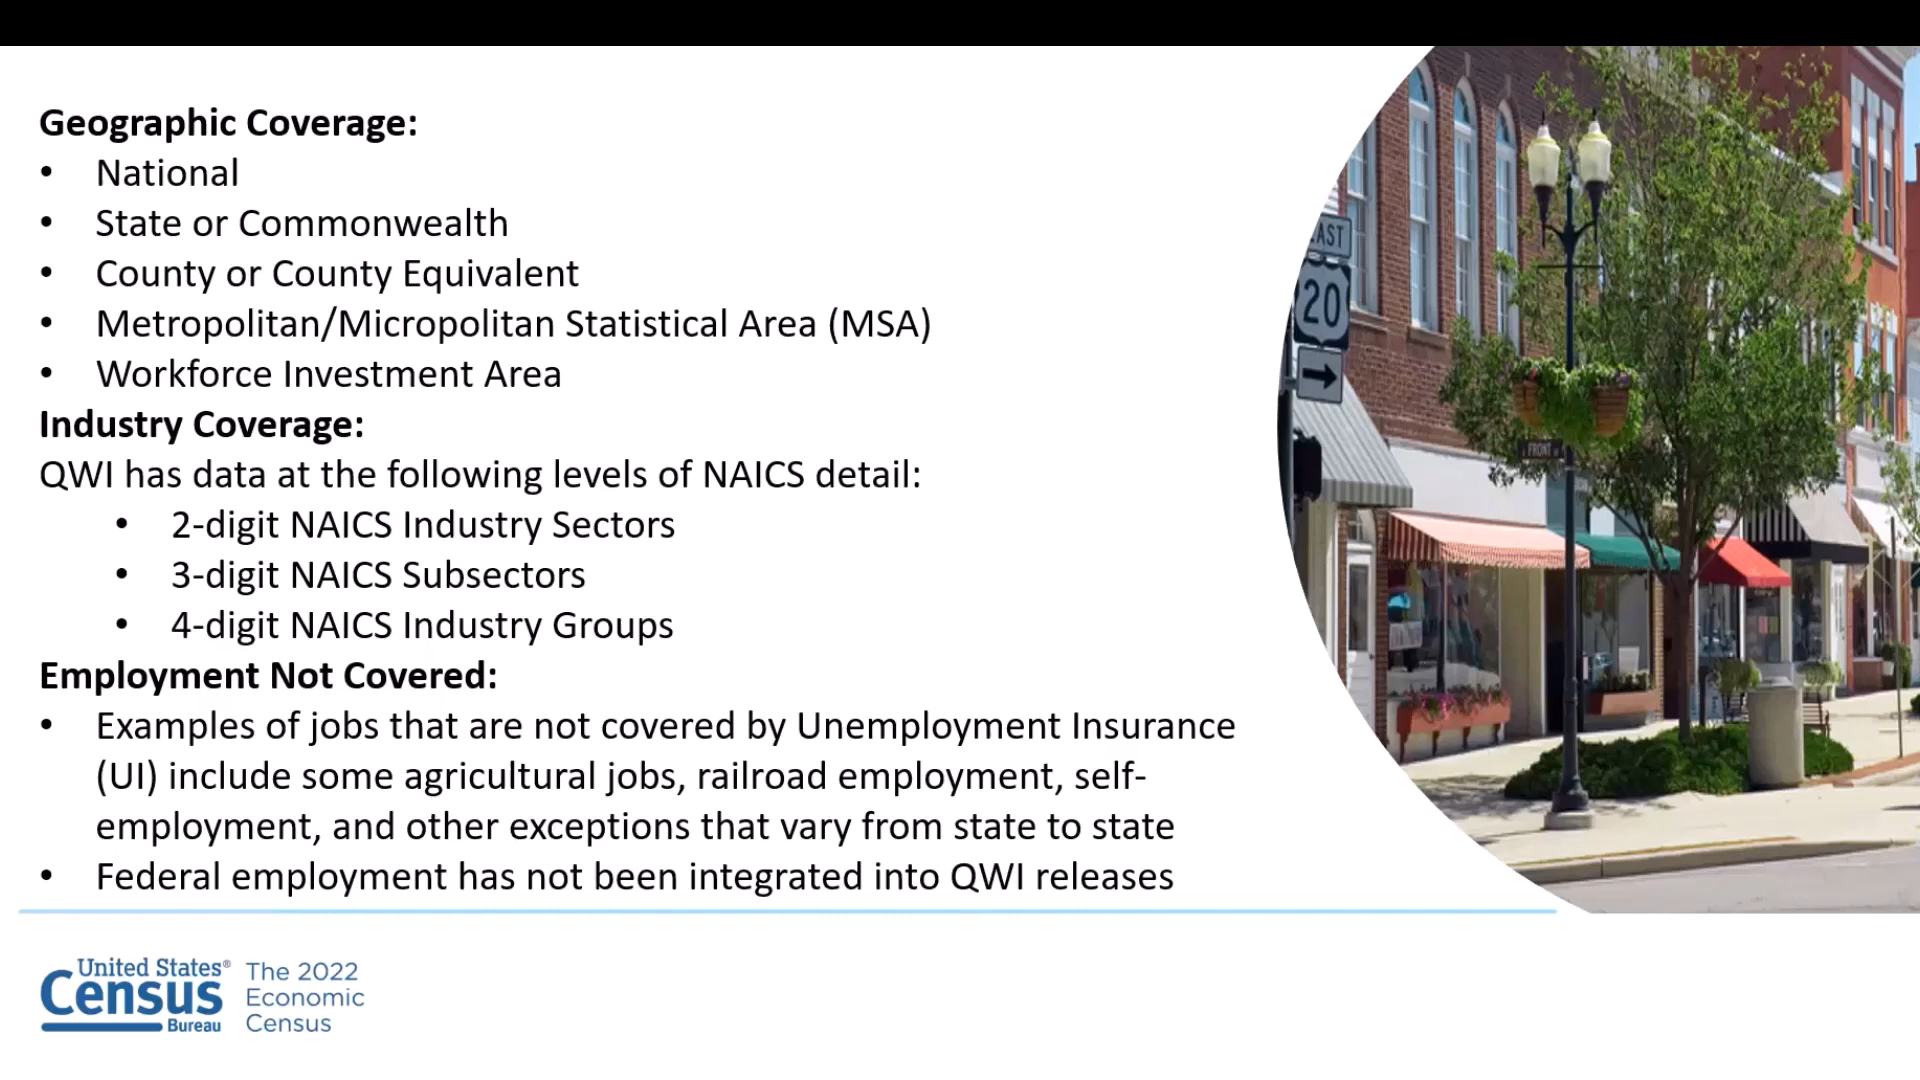 Geographic Coverage:
• National
• State or Commonwealth
• County or County Equivalent
• Metropolitan/Micropolitan Statistical Area (MSA)
• Workforce Investment Area
Industry Coverage:
QWI has data at the following levels of NAICS detail:
• 2-digit NAICS Industry Sectors
• 3-digit NAICS Subsectors
• 4-digit NAICS Industry Groups
Employment Not Covered:
• Examples of jobs that are not covered by Unemployment Insurance
(UI) include some agricultural jobs, railroad employment, self-
employment, and other exceptions that vary from state to state
• Federal employment has not been integrated into QWI releases
United States®
Census
Bureau
The 2022
Economic
Census
AST
20
FRONT